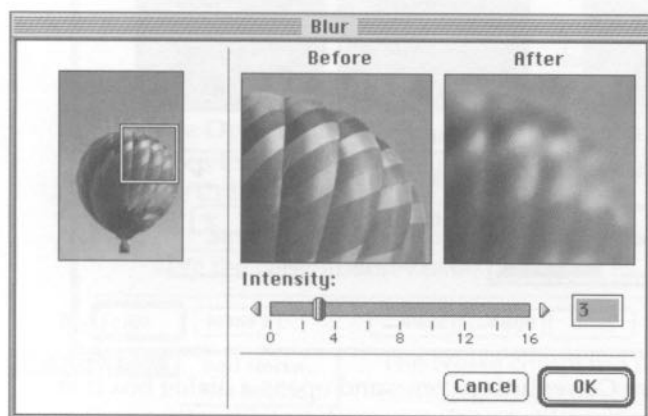 Blur
Before
After
Intensity:
0 4 8 12 16
3
Cancel
OK